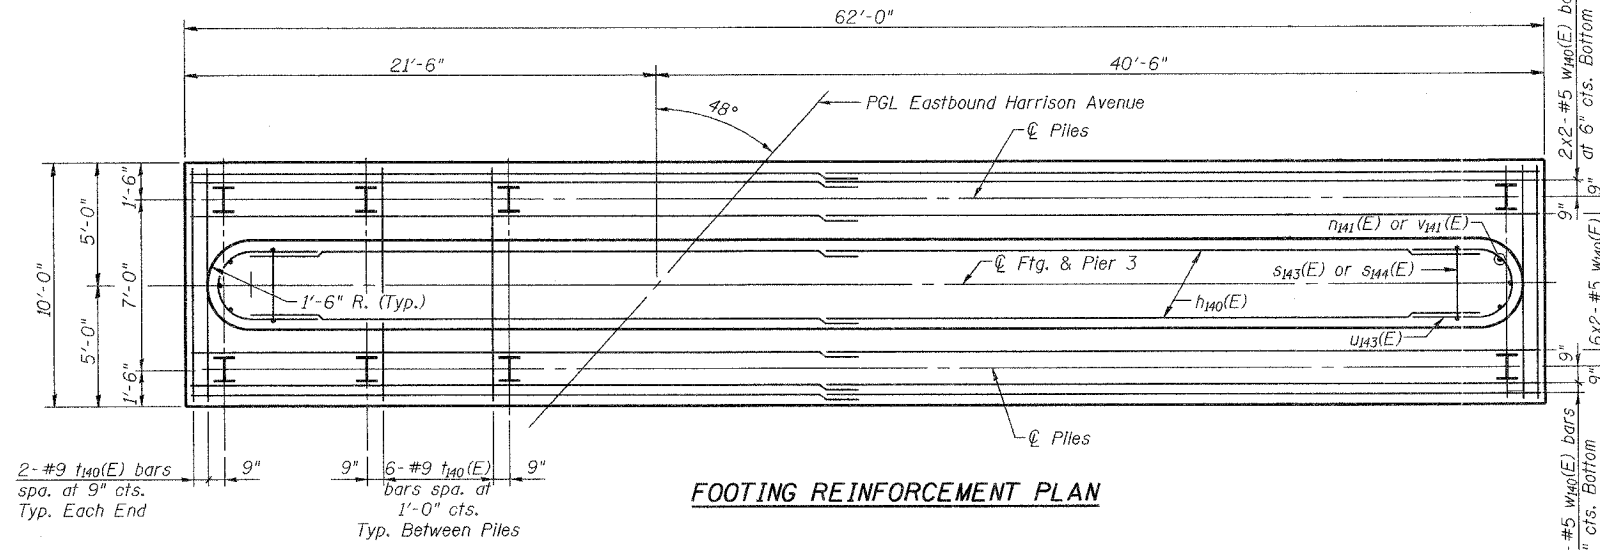 62'-0"
21'-6"
40'-6"
48°
PGL Eastbound Harrison Avenue
℄ Piles
10'-0"
5'-0"
5'-0"
1'-6"
7'-0"
1'-6"
n141(E) or v141(E)
℄ Ftg. & Pier 3
s143(E) or s144(E)
1'-6" R. (Typ.)
h140(E)
u143(E)
℄ Piles
2-#9 t140(E) bars
spa. at 9" cts.
Typ. Each End
9"
9"
6-#9 t140(E)
bars spa. at
1'-0" cts.
Typ. Between Piles
9"
FOOTING REINFORCEMENT PLAN
2x2-#5 w140(E)
at 6" cts. Bottom
9"
9"
6x2-#5 w140(E)
9"
9"
#5 w140(E) bars
cts. Bottom